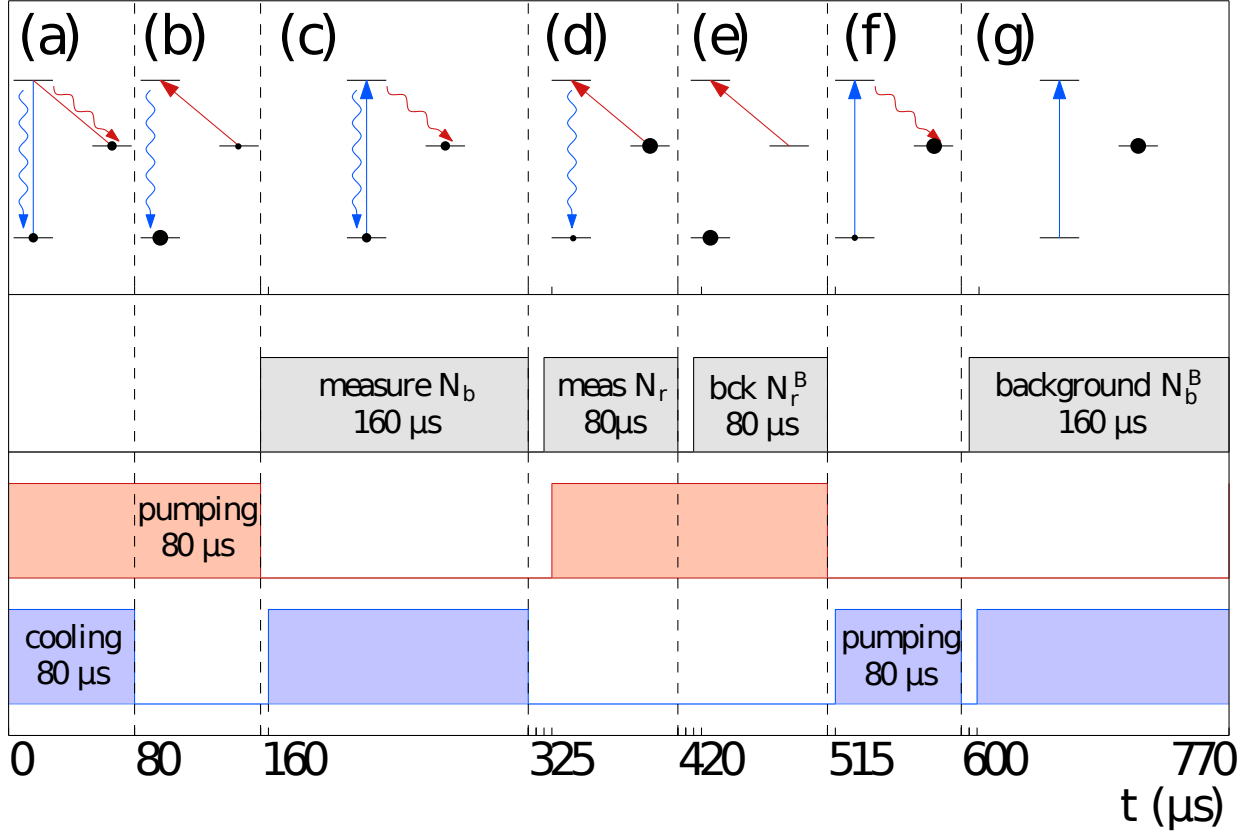 (a) (b) (c) (d) (e) (f) (g)
measure N_b
160 μs
meas N_r
80μs
bck N_r^B
80 μs
background N_b^B
160 μs
pumping
80 μs
cooling
80 μs
pumping
80 μs
0 80 160 325 420 515 600 770
t (μs)